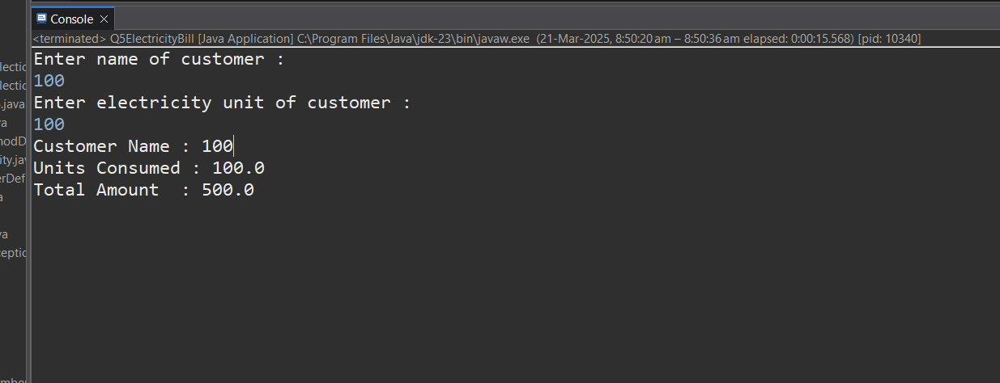 Console
<terminated> Q5ElectricityBill [Java Application] C:\Program Files\Java\jdk-23\bin\javaw.exe (21-Mar-2025, 8:50:20 am – 8:50:36 am elapsed: 0:00:15.568) [pid: 10340]
Enter name of customer :
100
Enter electricity unit of customer :
100
Customer Name : 100
Units Consumed : 100.0
Total Amount  : 500.0